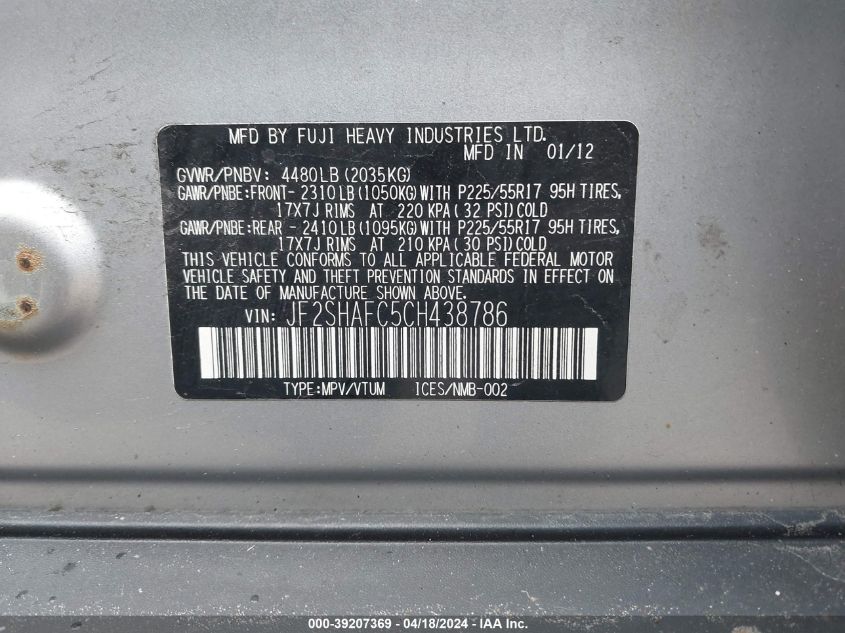 MFD BY FUJI HEAVY INDUSTRIES LTD.
MFD IN 01/12
GVWR/PNBV: 4480LB (2035KG)
GAWR/PNBE:FRONT- 2310LB (1050KG) WITH P225/55R17 95H TIRES,
17X7J RIMS AT 220 KPA ( 32 PSI) COLD
GAWR/PNBE:REAR - 2410LB (1095KG) WITH P225/55R17 95H TIRES,
17X7J RIMS AT 210 KPA ( 30 PSI) COLD
THIS VEHICLE CONFORMS TO ALL APPLICABLE FEDERAL MOTOR
VEHICLE SAFETY AND THEFT PREVENTION STANDARDS IN EFFECT ON
THE DATE OF MANUFACTURE SHOWN ABOVE.
VIN: JF2SHAFC5CH438786
TYPE:MPV/VTUM ICES/NMB-002
000-39207369 - 04/18/2024 - IAA Inc.